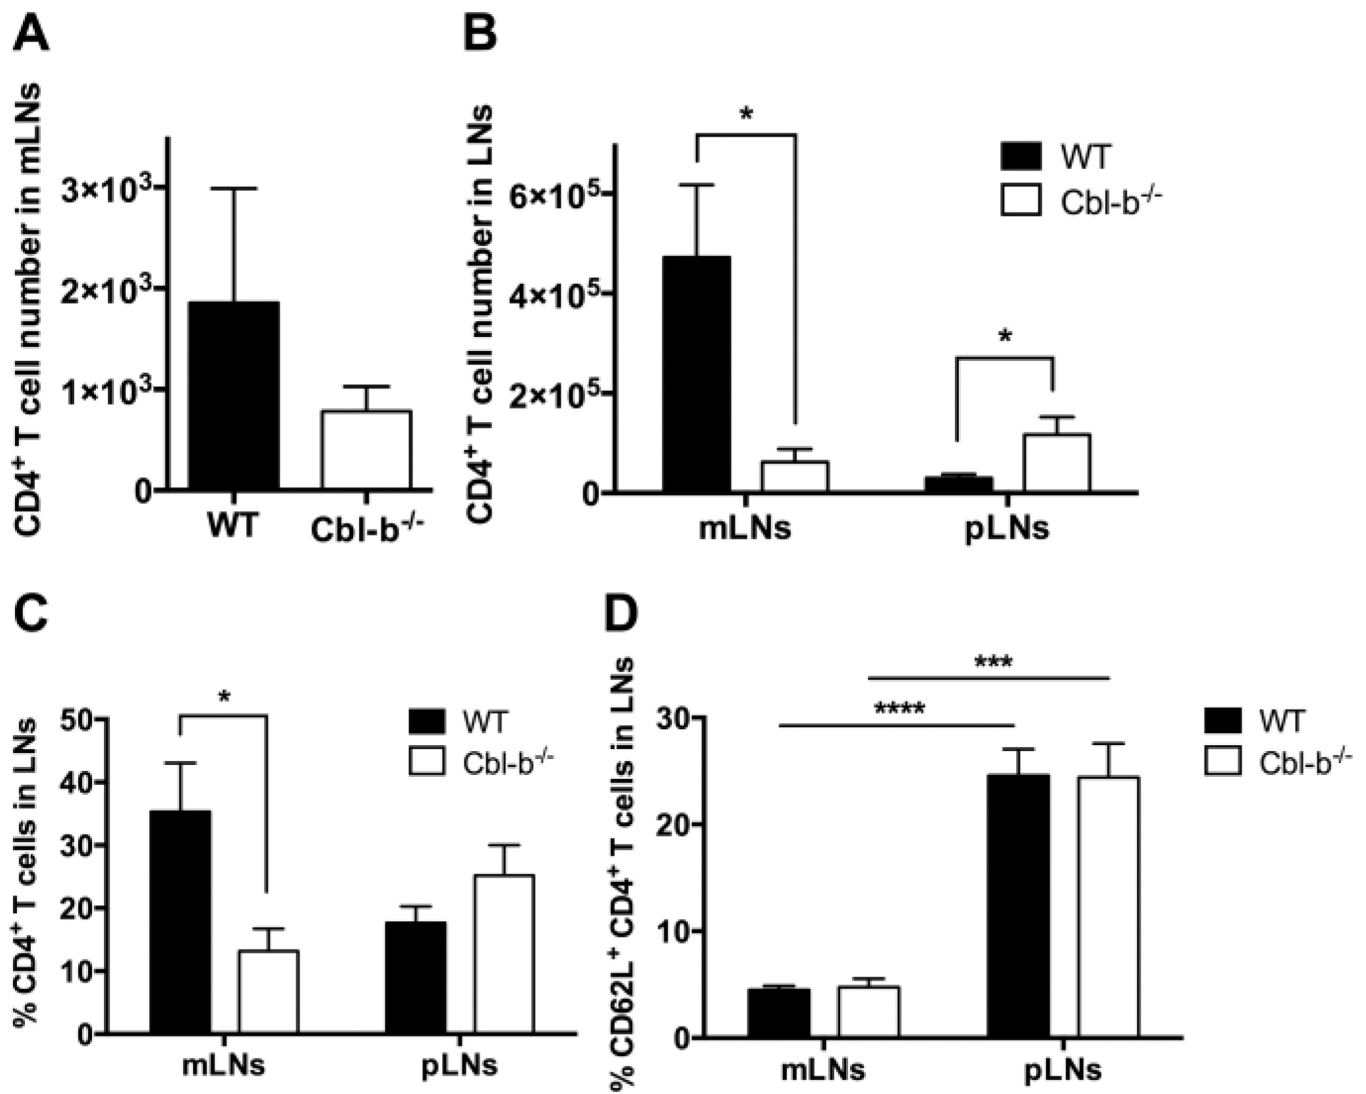 A
CD4⁺ T cell number in mLNs
3×10³
2×10³
1×10³
0
WT
Cbl-b⁻/⁻
B
CD4⁺ T cell number in LNs
6×10⁵
4×10⁵
2×10⁵
0
*
*
mLNs
pLNs
WT
Cbl-b⁻/⁻
C
% CD4⁺ T cells in LNs
50
40
30
20
10
0
*
mLNs
pLNs
WT
Cbl-b⁻/⁻
D
% CD62L⁺ CD4⁺ T cells in LNs
30
20
10
0
***
****
mLNs
pLNs
WT
Cbl-b⁻/⁻